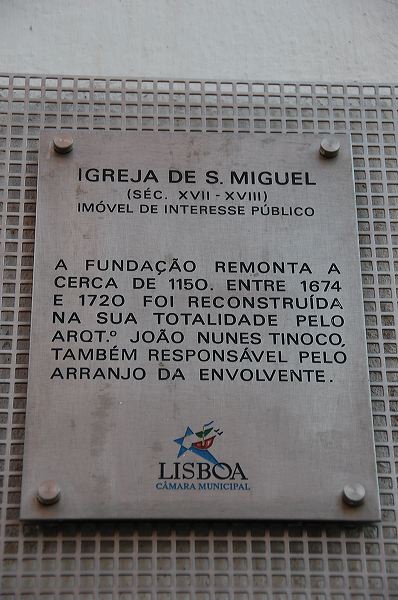 IGREJA DE S. MIGUEL
(SÉC. XVII - XVIII)
IMÓVEL DE INTERESSE PÚBLICO
A FUNDAÇÃO REMONTA A
CERCA DE 1150. ENTRE 1674
E 1720 FOI RECONSTRUÍDA
NA SUA TOTALIDADE PELO
ARQT.º JOÃO NUNES TINOCO,
TAMBÉM RESPONSÁVEL PELO
ARRANJO DA ENVOLVENTE.
LISBOA
CÂMARA MUNICIPAL